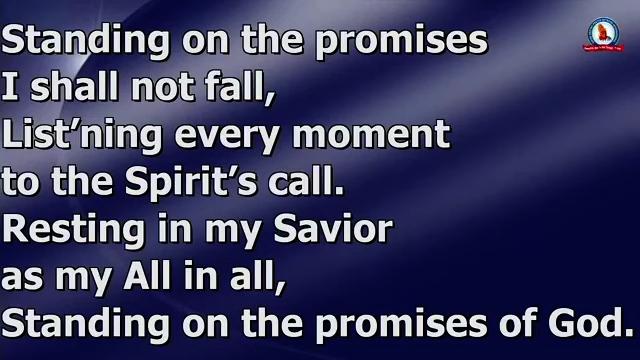 Standing on the promises
I shall not fall,
List’ning every moment
to the Spirit’s call.
Resting in my Savior
as my All in all,
Standing on the promises of God.